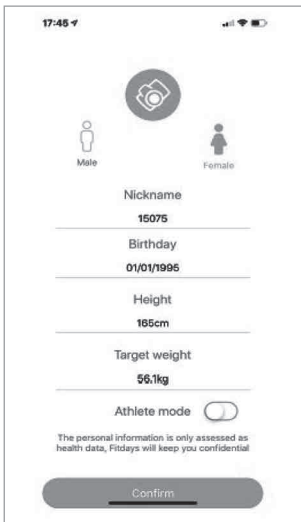 17:45
Male
Female
Nickname
15075
Birthday
01/01/1995
Height
165cm
Target weight
56.1kg
Athlete mode
The personal information is only assessed as
health data, Fitdays will keep you confidential
Confirm